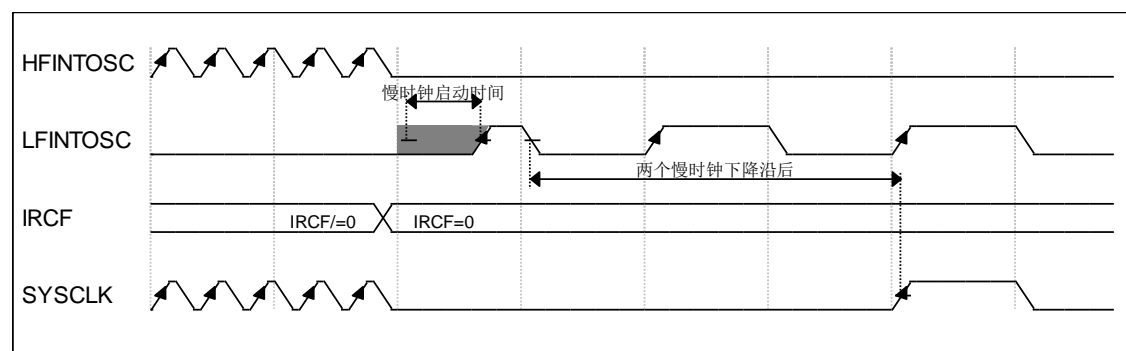 HFINTOSC
慢时钟启动时间
LFINTOSC
两个慢时钟下降沿后
IRCF
IRCF/=0
IRCF=0
SYSCLK